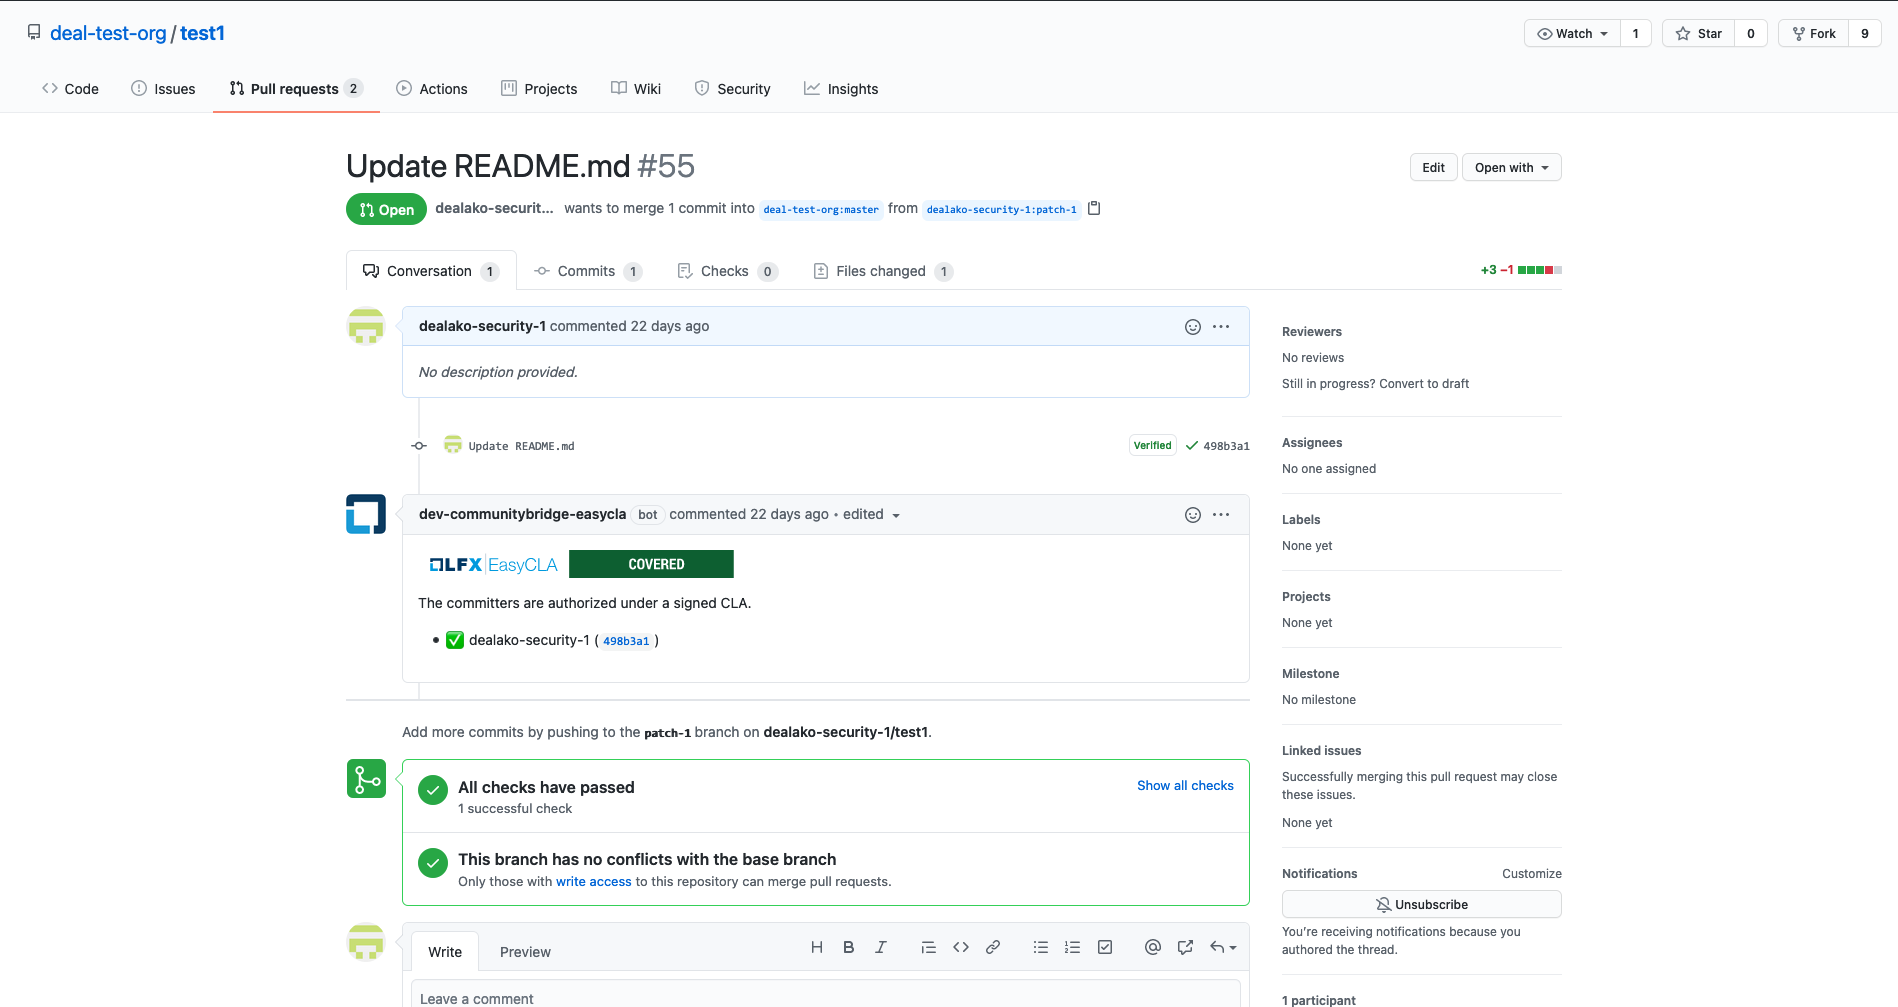 deal-test-org / test1
Watch 1 Star 0 Fork 9
Code Issues Pull requests 2 Actions Projects Wiki Security Insights
Update README.md #55
Edit Open with
Open dealako-securit... wants to merge 1 commit into deal-test-org:master from dealako-security-1:patch-1
Conversation 1 Commits 1 Checks 0 Files changed 1
+3 −1
dealako-security-1 commented 22 days ago
No description provided.
Update README.md Verified 498b3a1
dev-communitybridge-easycla bot commented 22 days ago • edited
LFX EasyCLA COVERED
The committers are authorized under a signed CLA.
• ✅ dealako-security-1 ( 498b3a1 )
Add more commits by pushing to the patch-1 branch on dealako-security-1/test1.
All checks have passed
Show all checks
1 successful check
This branch has no conflicts with the base branch
Only those with write access to this repository can merge pull requests.
Write Preview
H B I
Leave a comment
Reviewers
No reviews
Still in progress? Convert to draft
Assignees
No one assigned
Labels
None yet
Projects
None yet
Milestone
No milestone
Linked issues
Successfully merging this pull request may close
these issues.
None yet
Notifications Customize
Unsubscribe
You're receiving notifications because you
authored the thread.
1 participant